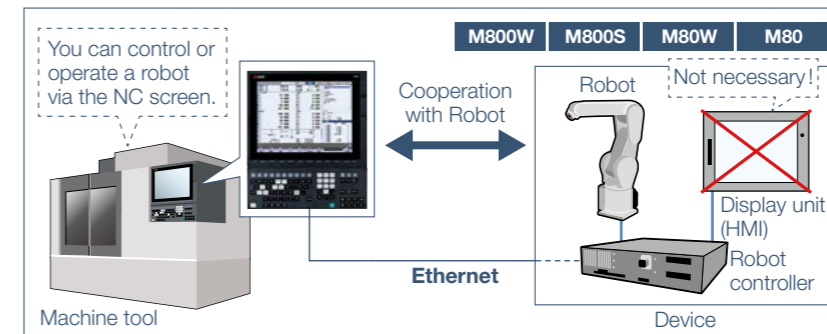 M800W M800S M80W M80
You can control or
operate a robot
via the NC screen.
Cooperation
with Robot
Robot
Not necessary!
Display unit
(HMI)
Robot
controller
Ethernet
Machine tool
Device